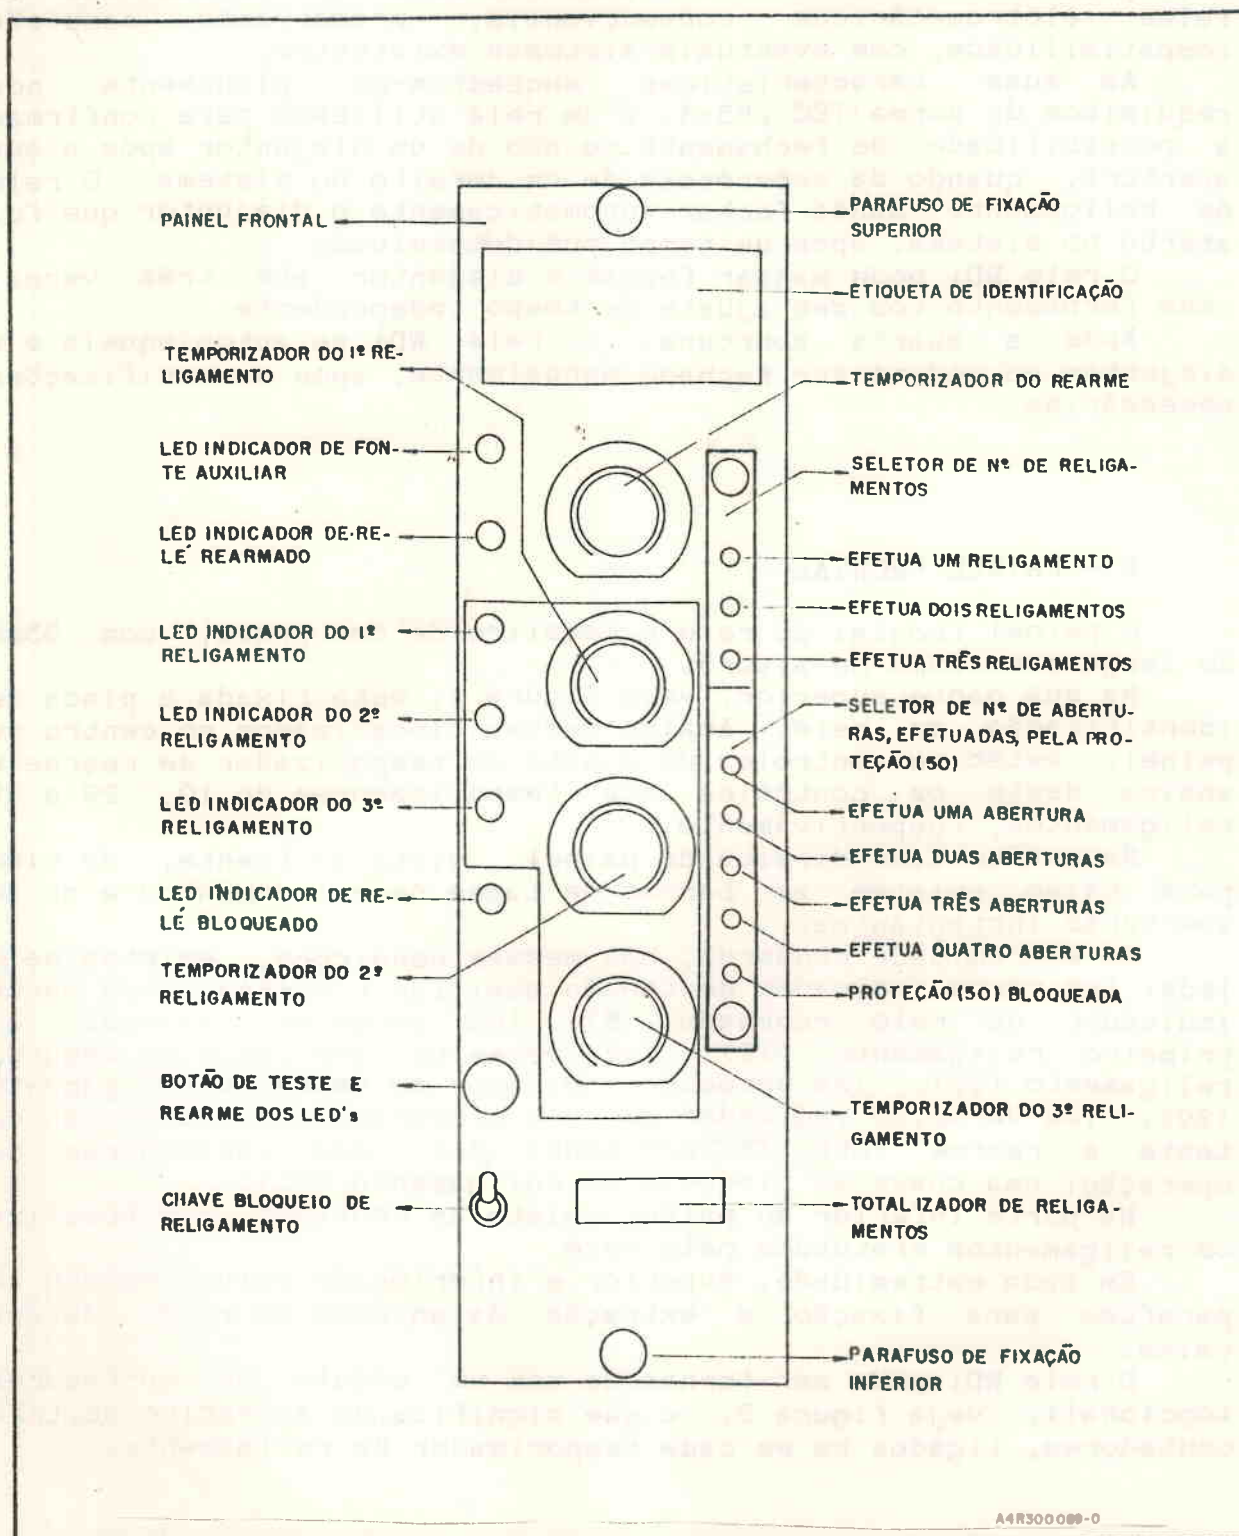 PAINEL FRONTAL
TEMPORIZADOR DO 1º RE-
LIGAMENTO
LED INDICADOR DE FON-
TE AUXILIAR
LED INDICADOR DE RE-
LÉ REARMADO
LED INDICADOR DO 1º
RELIGAMENTO
LED INDICADOR DO 2º
RELIGAMENTO
LED INDICADOR DO 3º
RELIGAMENTO
LED INDICADOR DE RE-
LÉ BLOQUEADO
TEMPORIZADOR DO 2º
RELIGAMENTO
BOTÃO DE TESTE E
REARME DOS LED's
CHAVE BLOQUEIO DE
RELIGAMENTO
PARAFUSO DE FIXAÇÃO
SUPERIOR
ETIQUETA DE IDENTIFICAÇÃO
TEMPORIZADOR DO REARME
SELETOR DE Nº DE RELIGA-
MENTOS
EFETUA UM RELIGAMENTO
EFETUA DOIS RELIGAMENTOS
EFETUA TRÊS RELIGAMENTOS
SELETOR DE Nº DE ABERTU-
RAS, EFETUADAS, PELA PRO-
TEÇÃO (50)
EFETUA UMA ABERTURA
EFETUA DUAS ABERTURAS
EFETUA TRÊS ABERTURAS
EFETUA QUATRO ABERTURAS
PROTEÇÃO (50) BLOQUEADA
TEMPORIZADOR DO 3º RELI-
GAMENTO
TOTALIZADOR DE RELIGA-
MENTOS
PARAFUSO DE FIXAÇÃO
INFERIOR